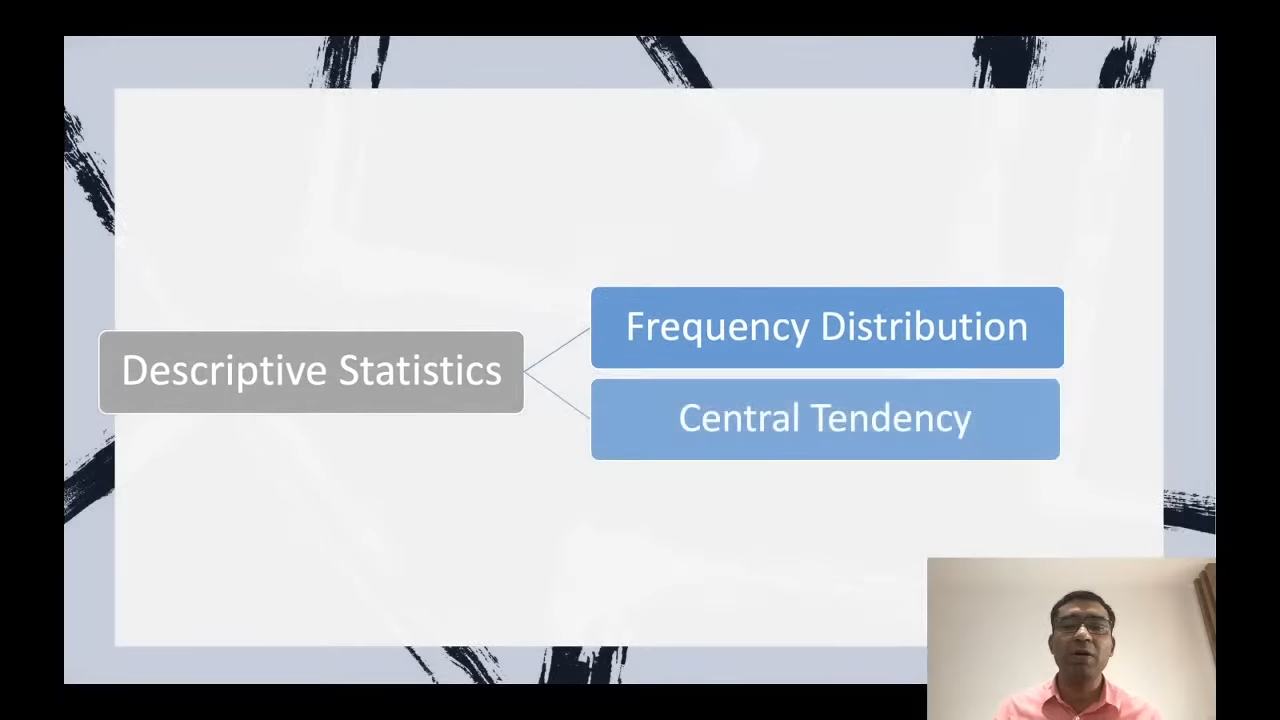 Descriptive Statistics
Frequency Distribution
Central Tendency